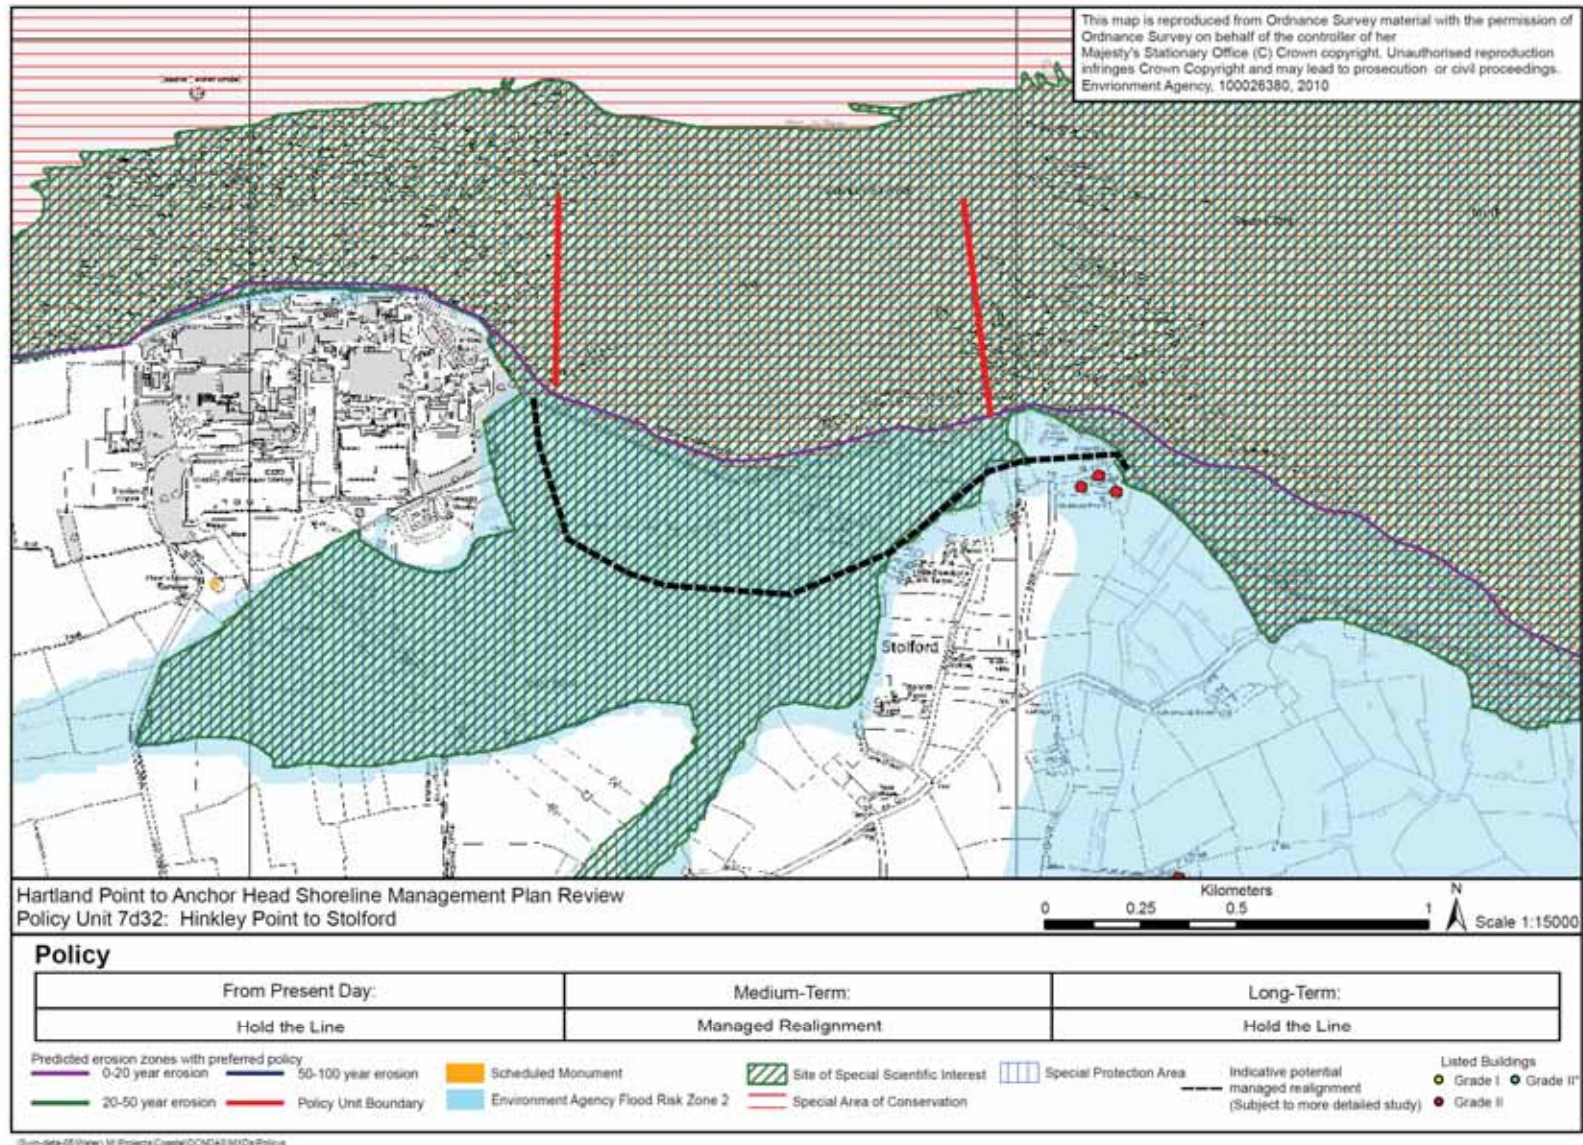 This map is reproduced from Ordnance Survey material with the permission of
Ordnance Survey on behalf of the controller of her
Majesty's Stationary Office (C) Crown copyright. Unauthorised reproduction
infringes Crown Copyright and may lead to prosecution or civil proceedings.
Envrionment Agency, 100026380, 2010
Stolford
Hartland Point to Anchor Head Shoreline Management Plan Review
Policy Unit 7d32: Hinkley Point to Stolford
Kilometers
0 0.25 0.5 1
N
Scale 1:15000
Policy
From Present Day: Medium-Term: Long-Term:
Hold the Line Managed Realignment Hold the Line
Predicted erosion zones with preferred policy
0-20 year erosion
50-100 year erosion
20-50 year erosion
Policy Unit Boundary
Scheduled Monument
Environment Agency Flood Risk Zone 2
Site of Special Scientific Interest
Special Area of Conservation
Special Protection Area
Indicative potential
managed realignment
(Subject to more detailed study)
Listed Buildings
Grade I
Grade II*
Grade II